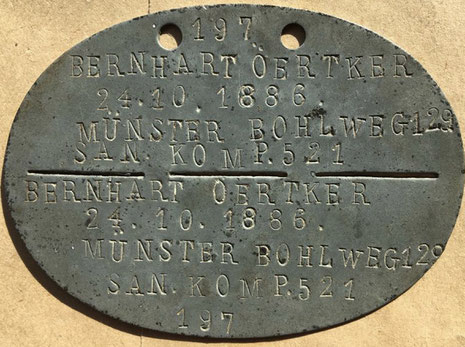 197
BERNHART OERTKER
24.10.1886.
MÜNSTER BOHLWEG129
SAN.KOMP.521
BERNHART OERTKER
24.10.1886.
MÜNSTER BOHLWEG129
SAN.KOMP.521
197